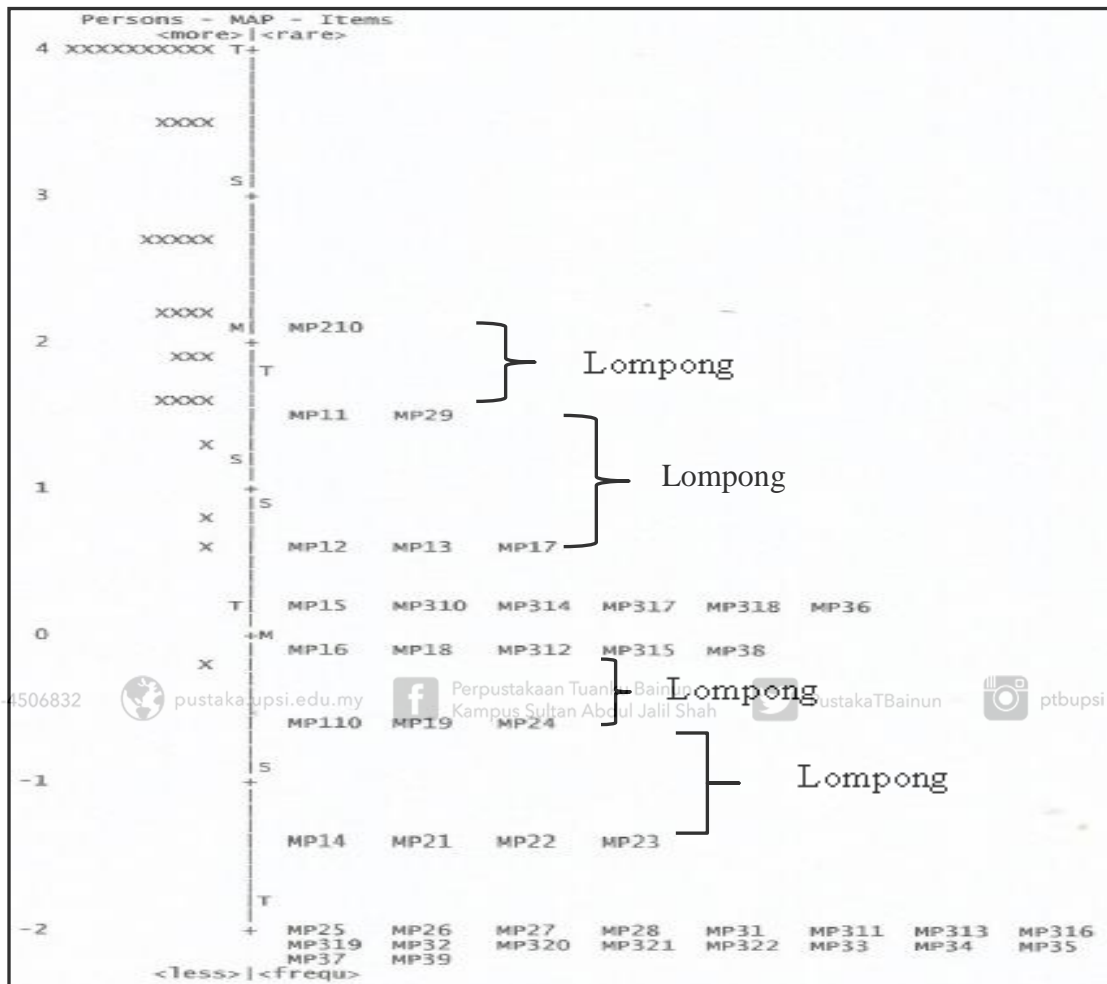 Persons - MAP - Items
<more>|<rare>
4 XXXXXXXXXX T+
XXXX
S
3 +
XXXXX
XXXX
M MP210
2 +
Lompong
XXX
T
XXXX
MP11 MP29
X
S
Lompong
1 +
S
X
X MP12 MP13 MP17
T MP15 MP310 MP314 MP317 MP318 MP36
0 +M
MP16 MP18 MP312 MP315 MP38
X
4506832 pustaka.upsi.edu.my Perpustakaan Tuanku Bainun Lompong PustakaTBainun ptbupsi
Kampus Sultan Abdul Jalil Shah
MP110 MP19 MP24
S
-1 +
Lompong
MP14 MP21 MP22 MP23
T
-2 + MP25 MP26 MP27 MP28 MP31 MP311 MP313 MP316
MP319 MP32 MP320 MP321 MP322 MP33 MP34 MP35
MP37 MP39
<less>|<frequ>